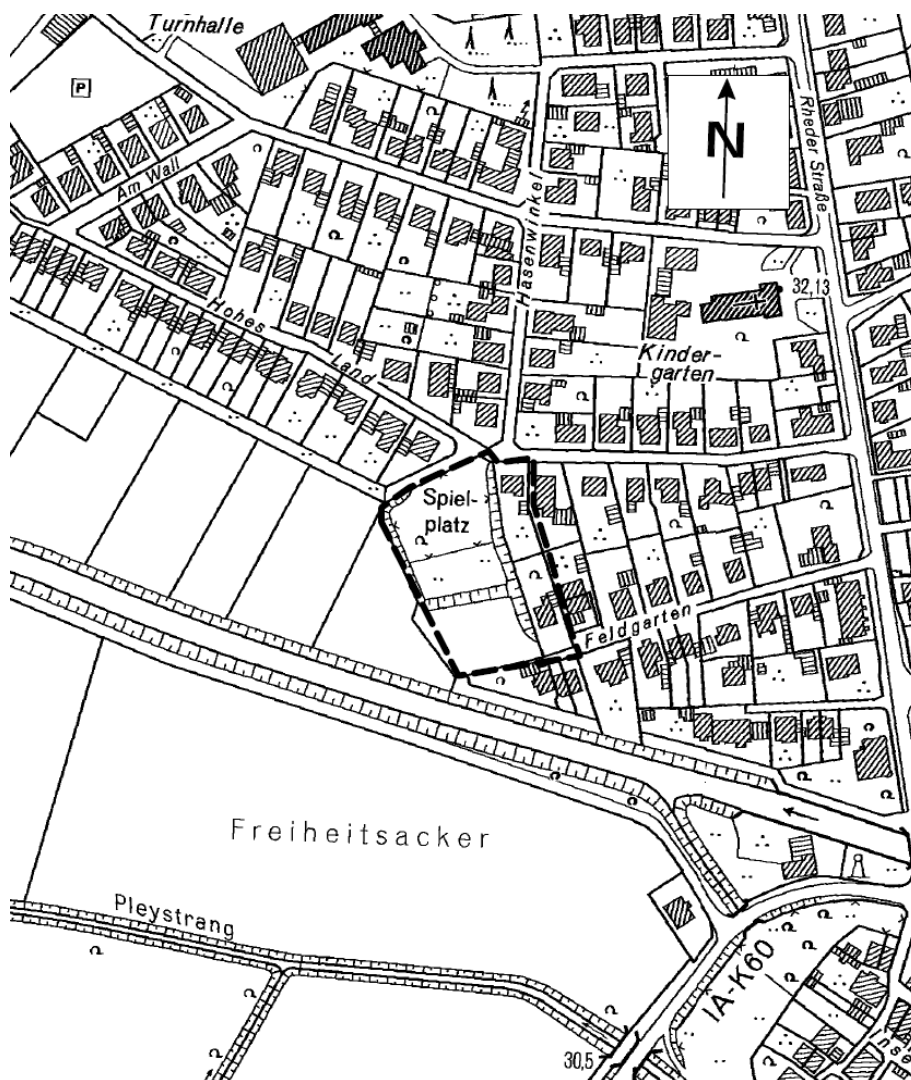 Turnhalle
P
N
Rheder Straße
Am Wall
Hasenwinkel
32,13
Hohes
Land
Kinder-
garten
Spiel-
platz
Feldgarten
Freiheitsacker
Pleystrang
IA-K60
30,5
Inse